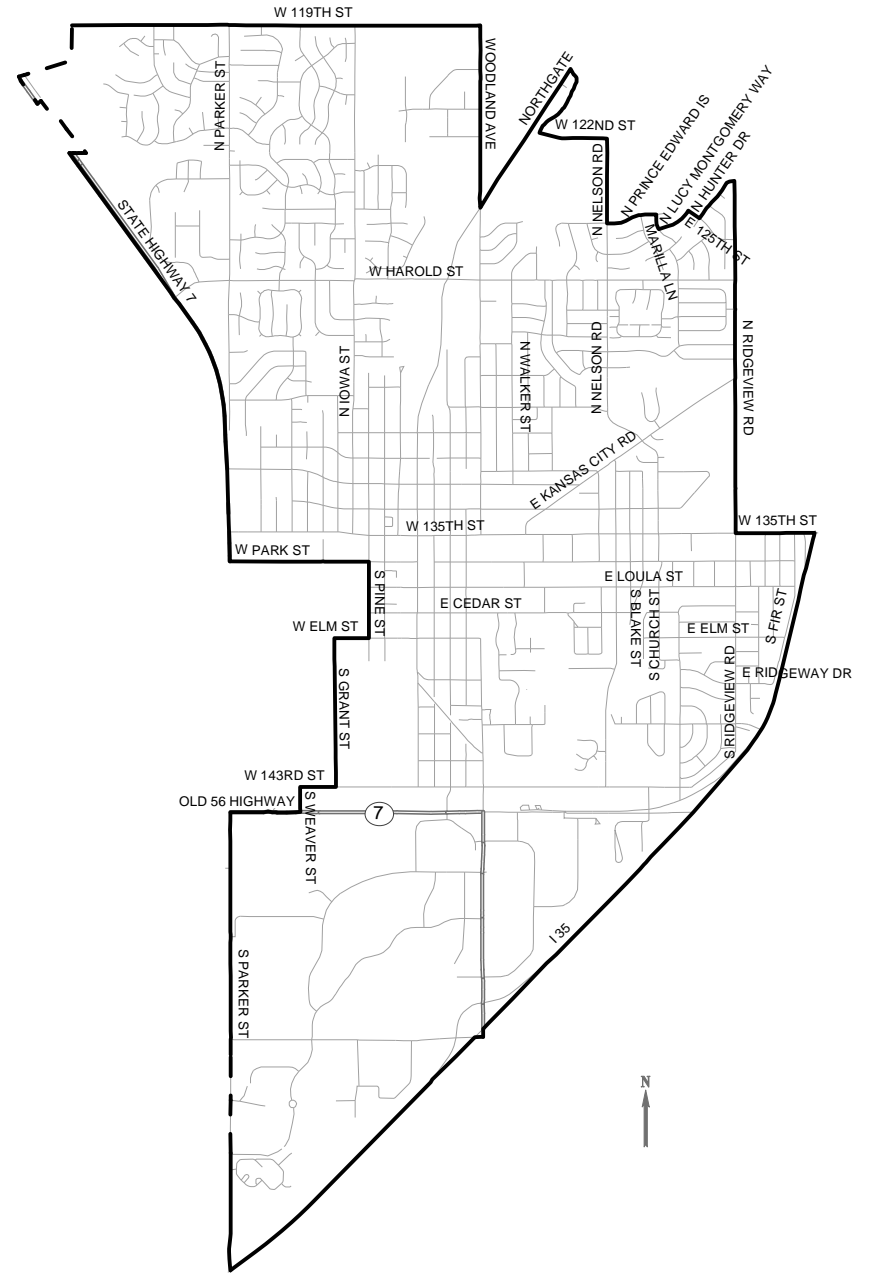 W 119TH ST
N PARKER ST
WOODLAND AVE
NORTHGATE
W 122ND ST
N NELSON RD
N PRINCE EDWARD IS
N LUCY MONTGOMERY WAY
N HUNTER DR
E 125TH ST
MARILLA LN
STATE HIGHWAY 7
W HAROLD ST
N IOWA ST
N WALKER ST
N NELSON RD
N RIDGEVIEW RD
E KANSAS CITY RD
W 135TH ST
W 135TH ST
W PARK ST
S PINE ST
E LOULA ST
E CEDAR ST
S BLAKE ST
S CHURCH ST
S FIR ST
W ELM ST
E ELM ST
S GRANT ST
S RIDGEVIEW RD
E RIDGEWAY DR
W 143RD ST
OLD 56 HIGHWAY
S WEAVER ST
7
I 35
S PARKER ST
N